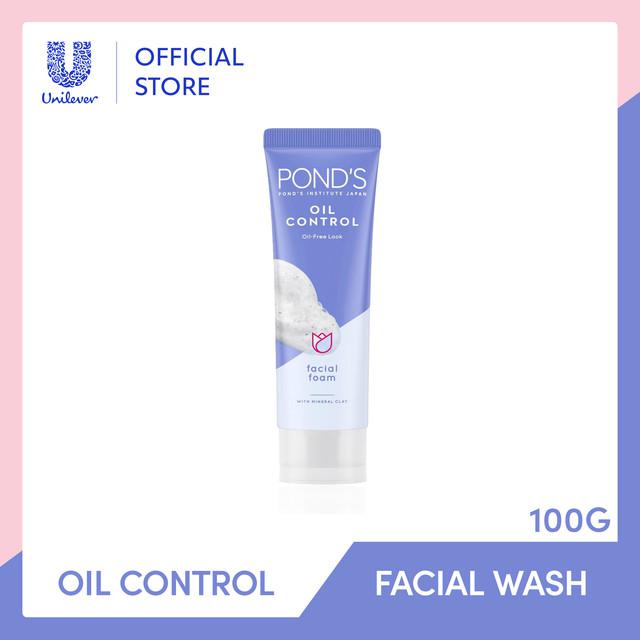 Unilever
OFFICIAL
STORE
POND'S
POND'S INSTITUTE JAPAN
OIL
CONTROL
Oil-Free Look
facial
foam
WITH MINERAL CLAY
100G
OIL CONTROL
FACIAL WASH